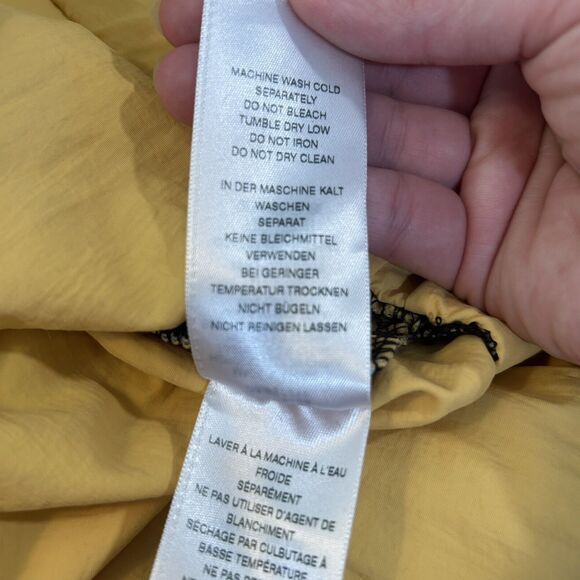 MACHINE WASH COLD
SEPARATELY
DO NOT BLEACH
TUMBLE DRY LOW
DO NOT IRON
DO NOT DRY CLEAN
IN DER MASCHINE KALT
WASCHEN
SEPARAT
KEINE BLEICHMITTEL
VERWENDEN
BEI GERINGER
TEMPERATUR TROCKNEN
NICHT BÜGELN
NICHT REINIGEN LASSEN
LAVER À LA MACHINE À L'EAU
FROIDE
SÉPARÉMENT
NE PAS UTILISER D'AGENT DE
BLANCHIMENT
SÉCHAGE PAR CULBUTAGE À
BASSE TEMPÉRATURE
NE PAS